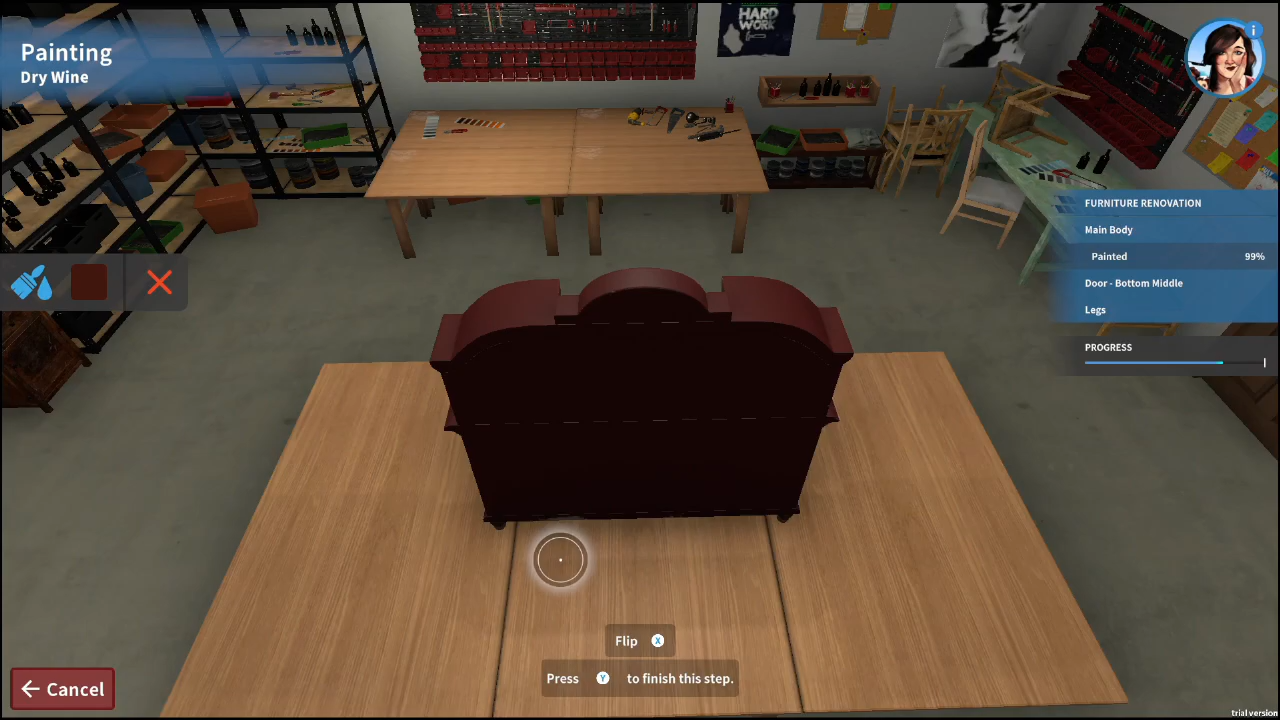 Painting
Dry Wine
HARD
WORK
i
FURNITURE RENOVATION
Main Body
Painted 99%
Door - Bottom Middle
Legs
PROGRESS
Flip X
Press Y to finish this step.
← Cancel
trial version